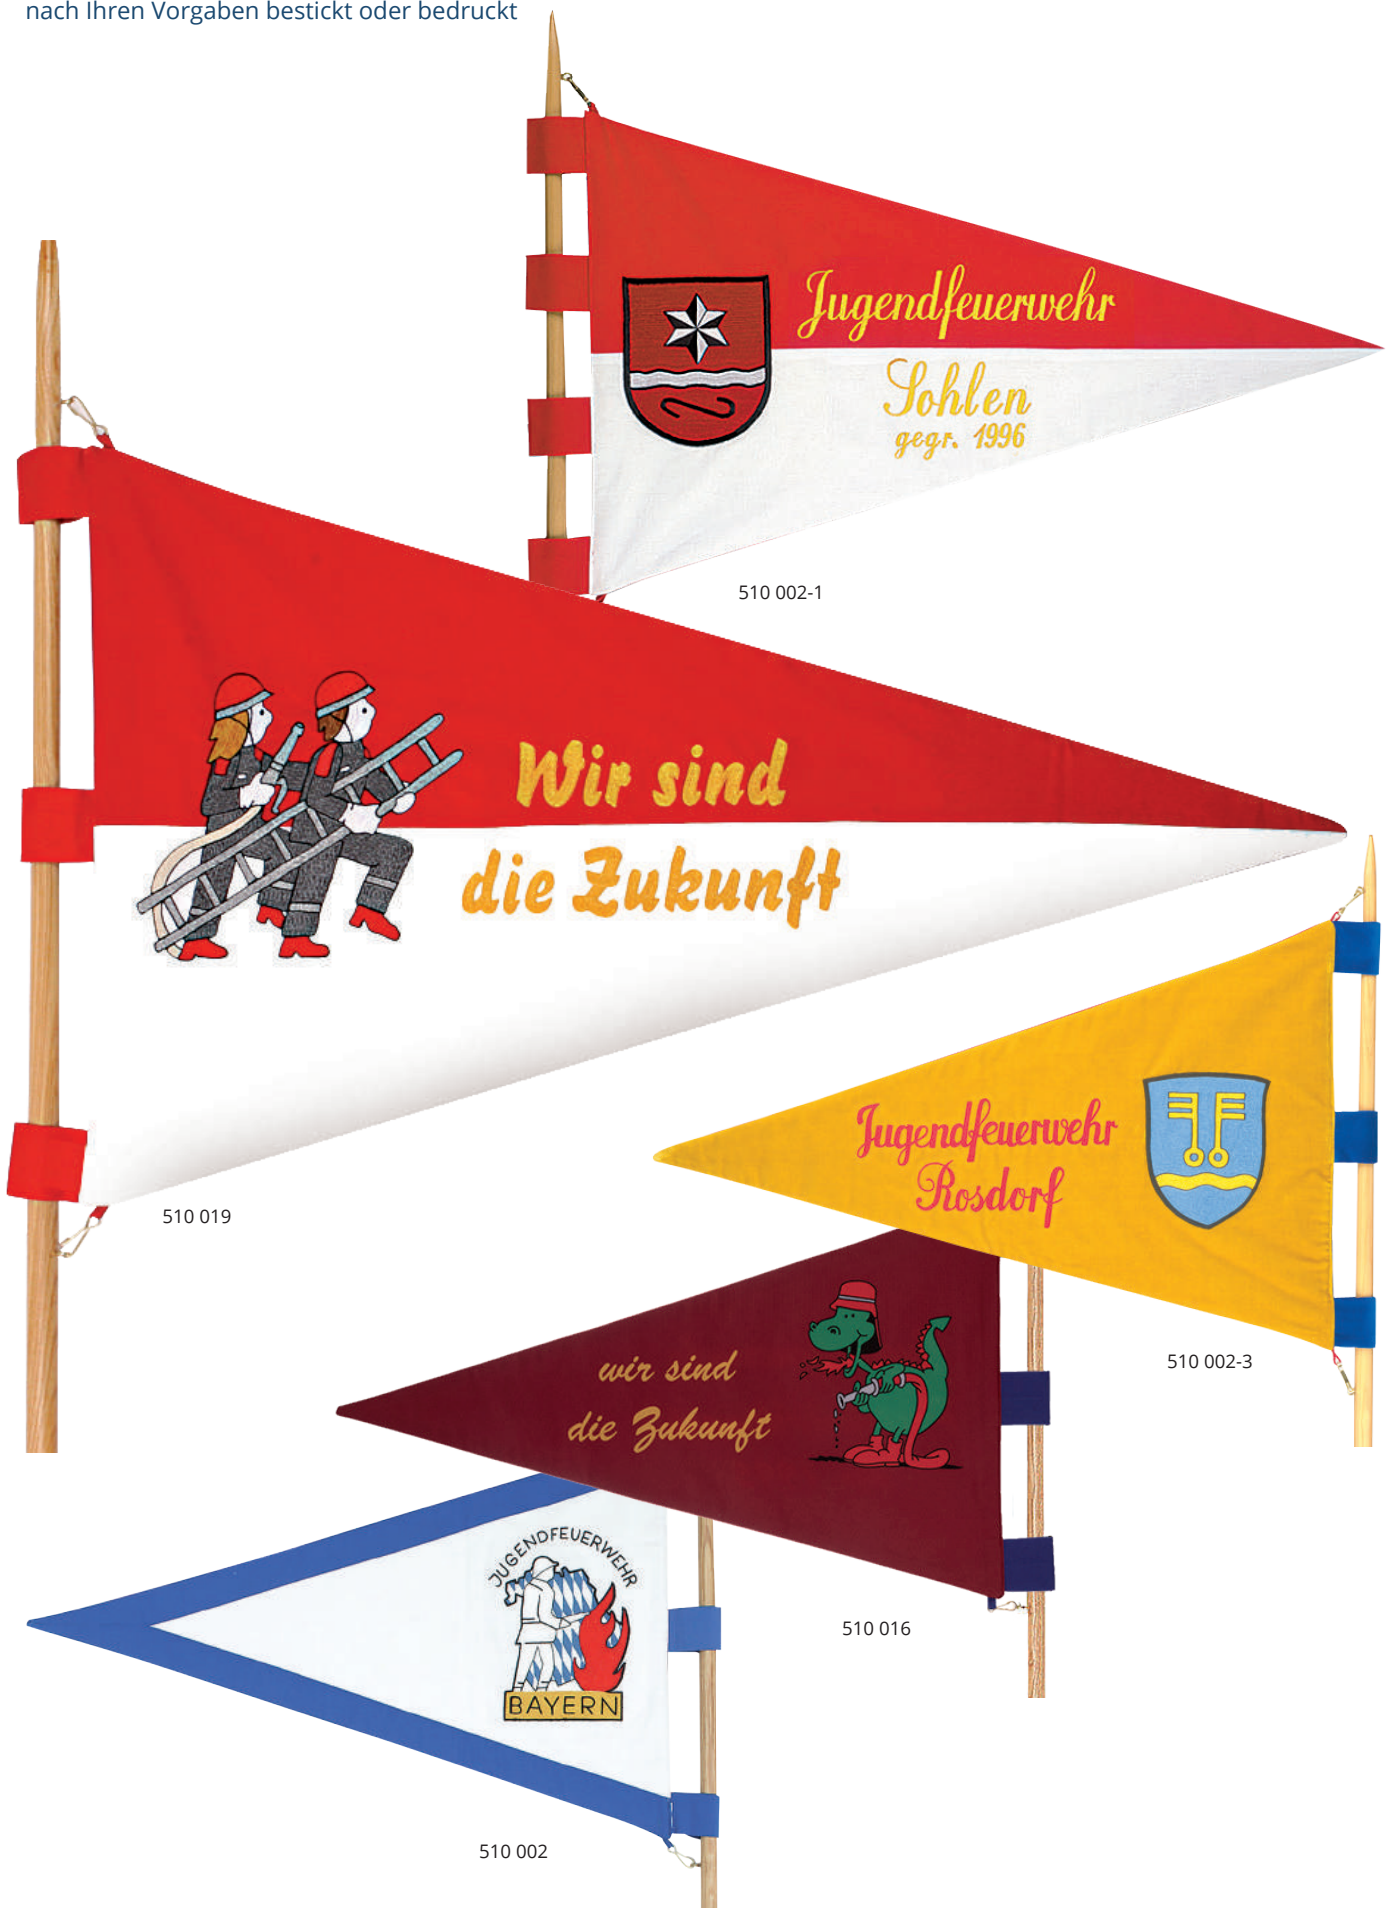 nach Ihren Vorgaben bestickt oder bedruckt
Jugendfeuerwehr
Sohlen
gegr. 1996
510 002-1
Wir sind
die Zukunft
510 019
Jugendfeuerwehr
Rosdorf
510 002-3
wir sind
die Zukunft
510 016
JUGENDFEUERWEHR
BAYERN
510 002